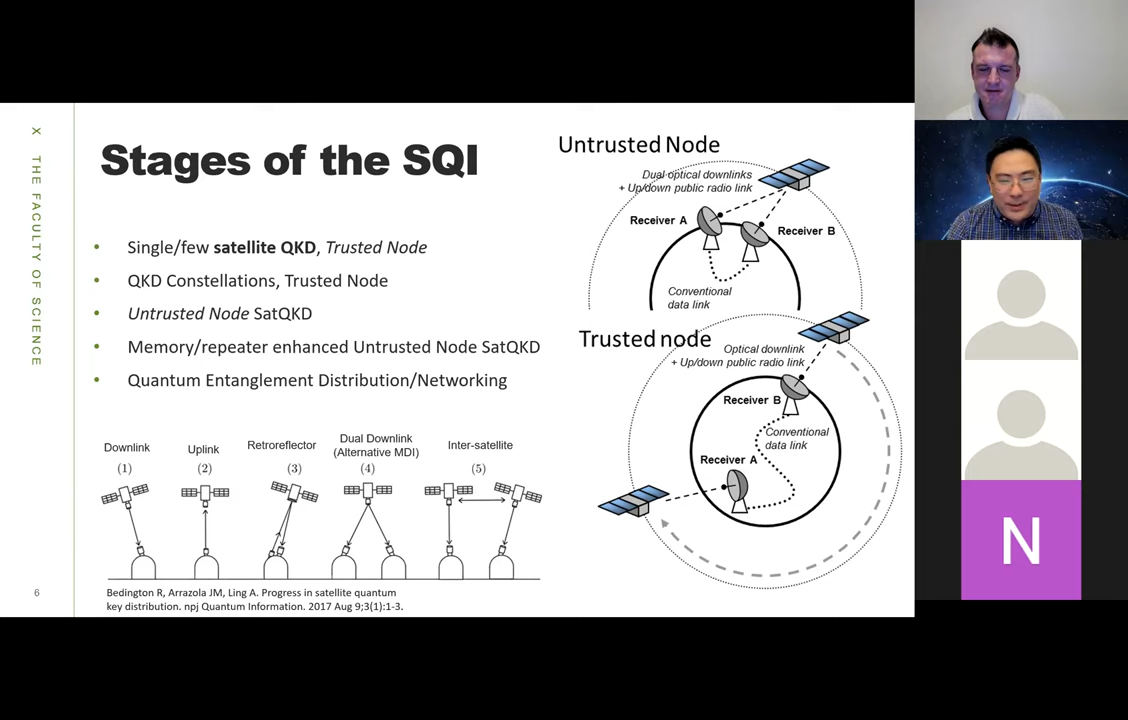 X THE FACULTY OF SCIENCE
Stages of the SQI
• Single/few satellite QKD, Trusted Node
• QKD Constellations, Trusted Node
• Untrusted Node SatQKD
• Memory/repeater enhanced Untrusted Node SatQKD
• Quantum Entanglement Distribution/Networking
Downlink
(1)
Uplink
(2)
Retroreflector
(3)
Dual Downlink
(Alternative MDI)
(4)
Inter-satellite
(5)
6
Bedington R, Arrazola JM, Ling A. Progress in satellite quantum
key distribution. npj Quantum Information. 2017 Aug 9;3(1):1-3.
Untrusted Node
Dual optical downlinks
+ Up/down public radio link
Receiver A
Receiver B
Conventional
data link
Trusted node
Optical downlink
+ Up/down public radio link
Receiver B
Conventional
data link
Receiver A
N